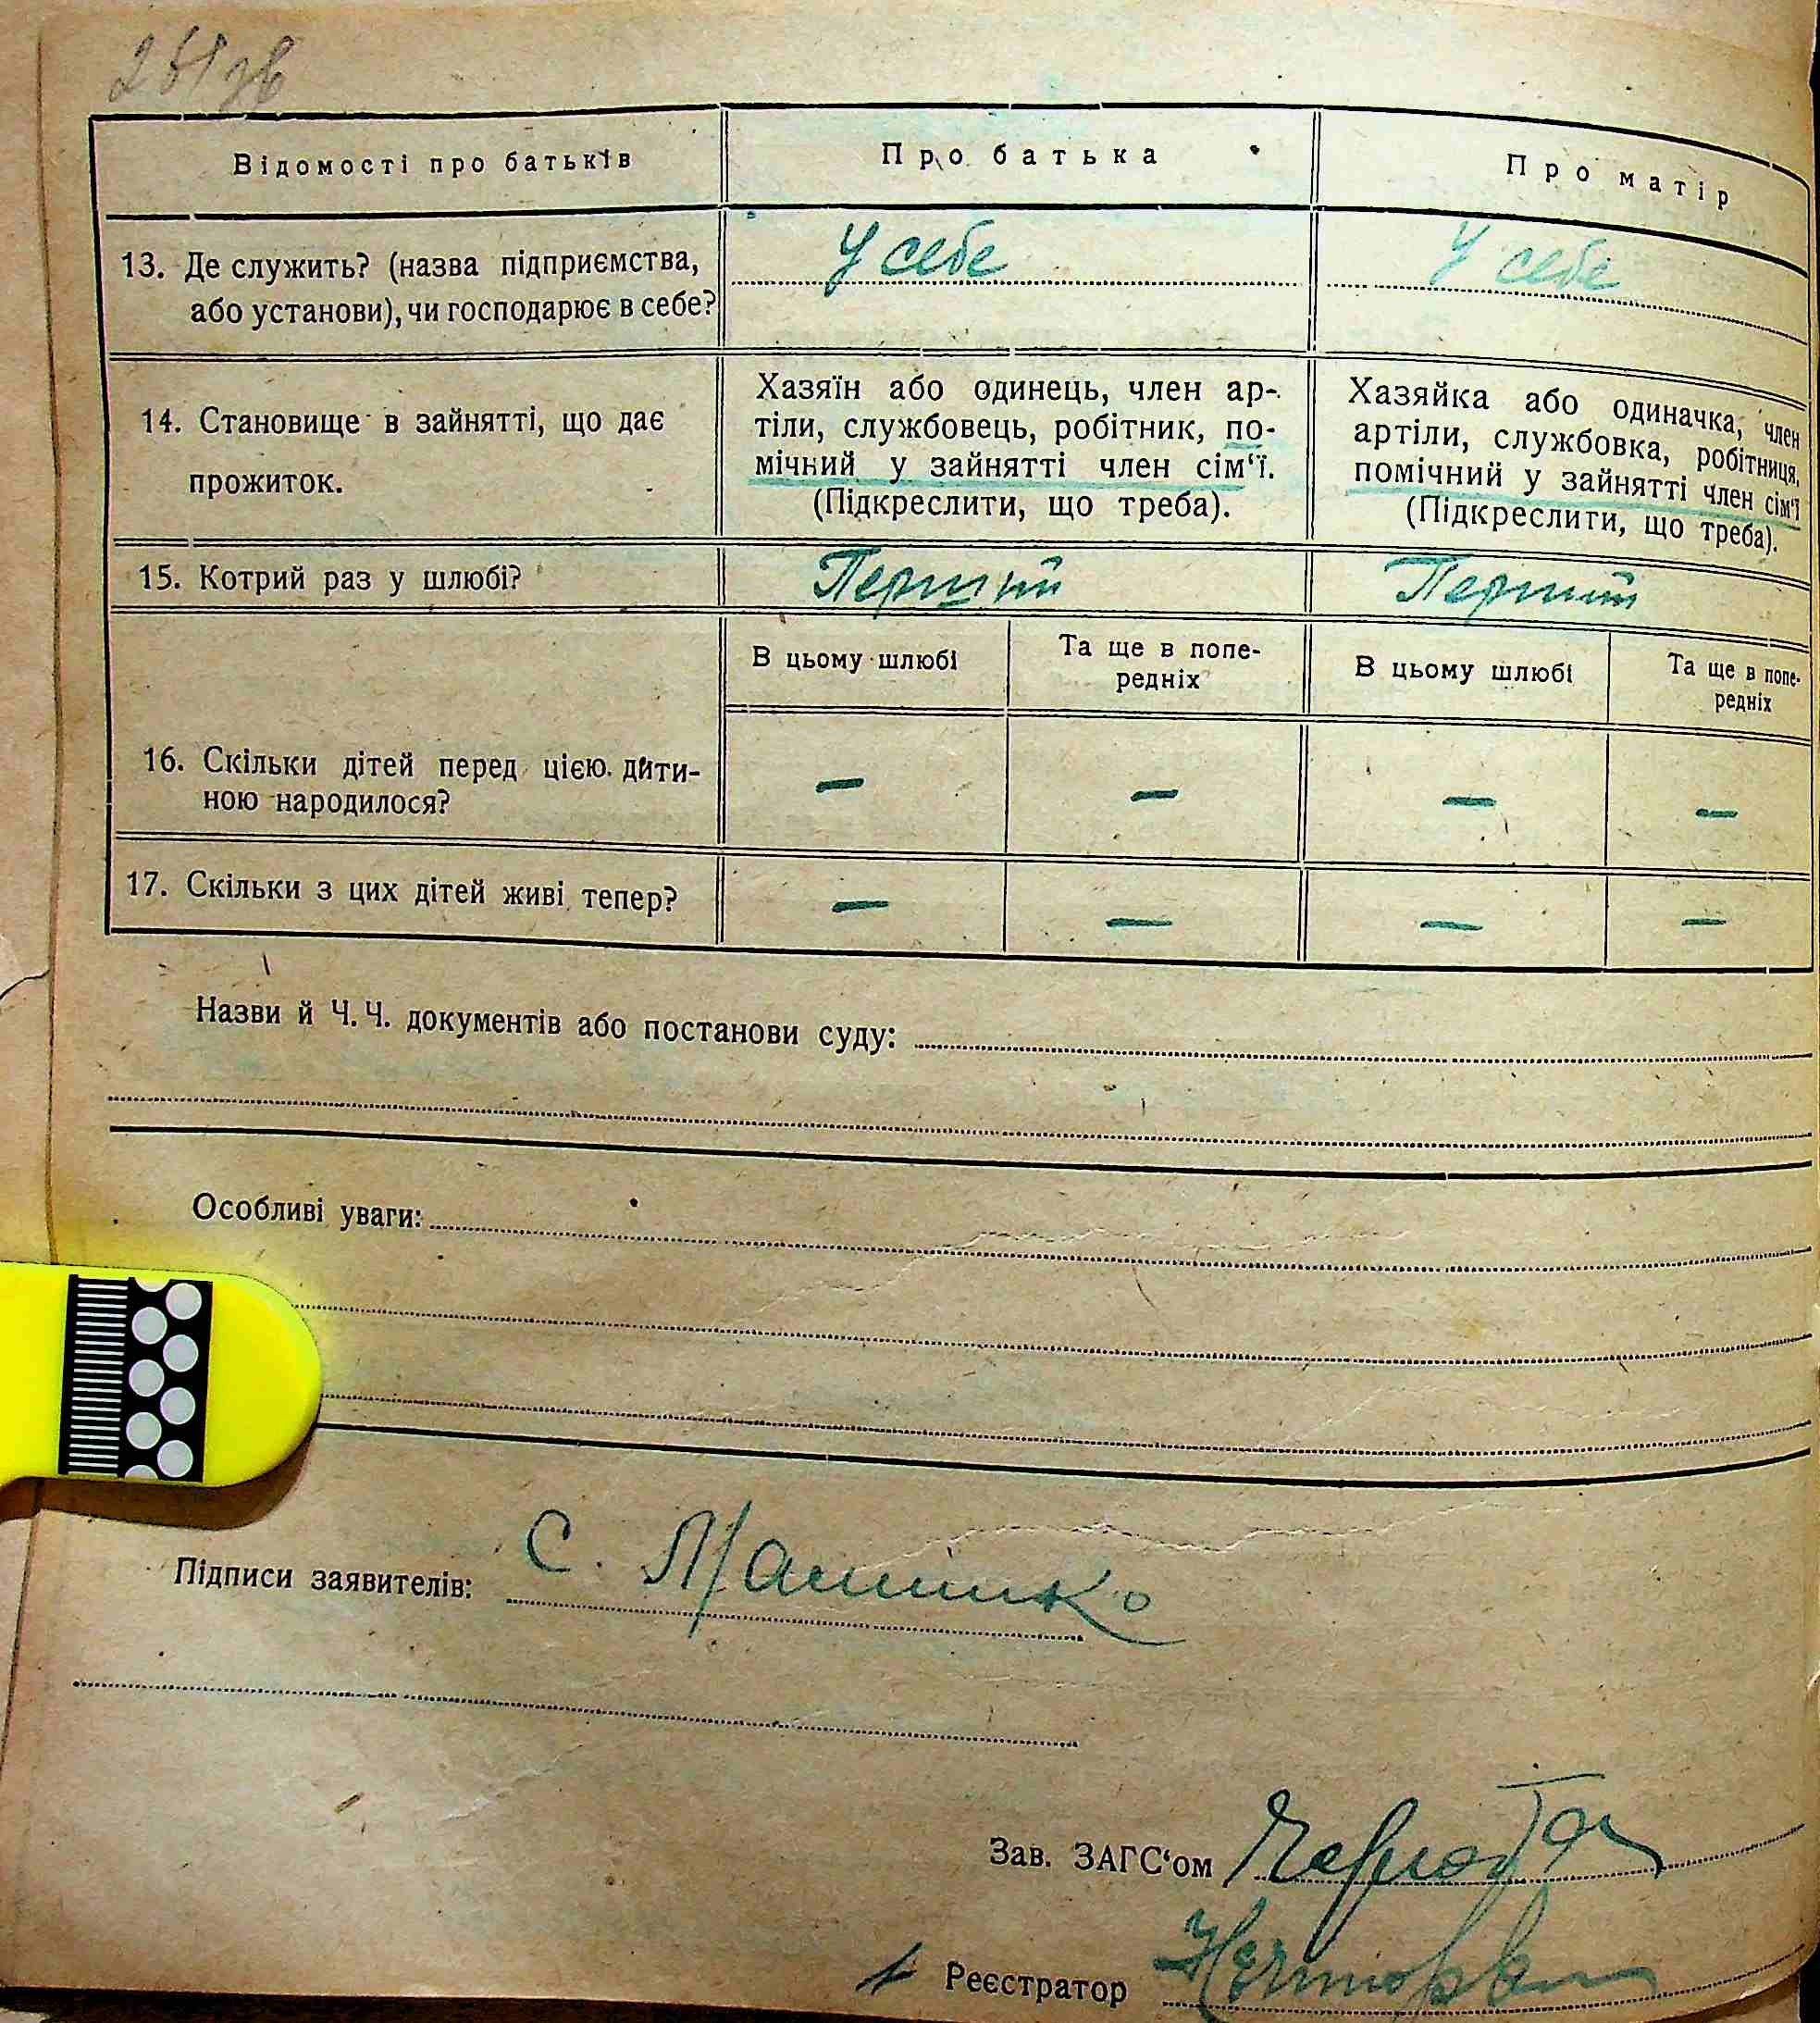 Відомості про батьків
Про батька
Про матір
13. Де служить? (назва підприємства,
або установи), чи господарює в себе?
У себе
У себе
14. Становище в зайнятті, що дає
прожиток.
Хазяїн або одинець, член ар-
тіли, службовець, робітник, по-
мічний у зайнятті член сім‘ї.
(Підкреслити, що треба).
Хазяйка або одиначка, член
артіли, службовка, робітниця,
помічний у зайнятті член сім‘ї
(Підкреслити, що треба).
15. Котрий раз у шлюбі?
Перший
Перший
В цьому шлюбі
Та ще в попе-
редніх
В цьому шлюбі
Та ще в попе-
редніх
16. Скільки дітей перед цією дити-
ною народилося?
—
—
—
—
17. Скільки з цих дітей живі тепер?
—
—
—
—
Назви й Ч. Ч. документів або постанови суду:
Особливі уваги:
Підписи заявителів:
С.
Зав. ЗАГС‘ом
Реєстратор